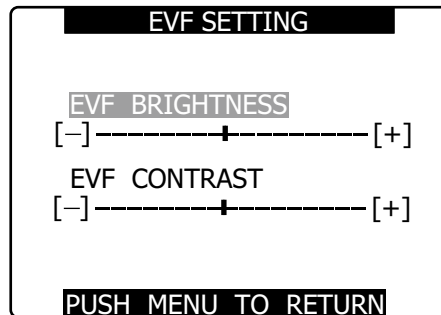 EVF SETTING
EVF BRIGHTNESS
[−] [+]
EVF CONTRAST
[−] [+]
PUSH MENU TO RETURN